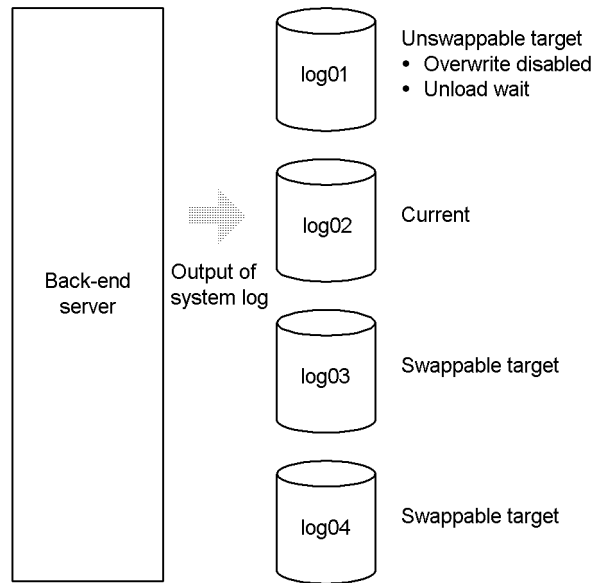 Back-end
server
Output of
system log
log01
Unswappable target
• Overwrite disabled
• Unload wait
log02
Current
log03
Swappable target
log04
Swappable target